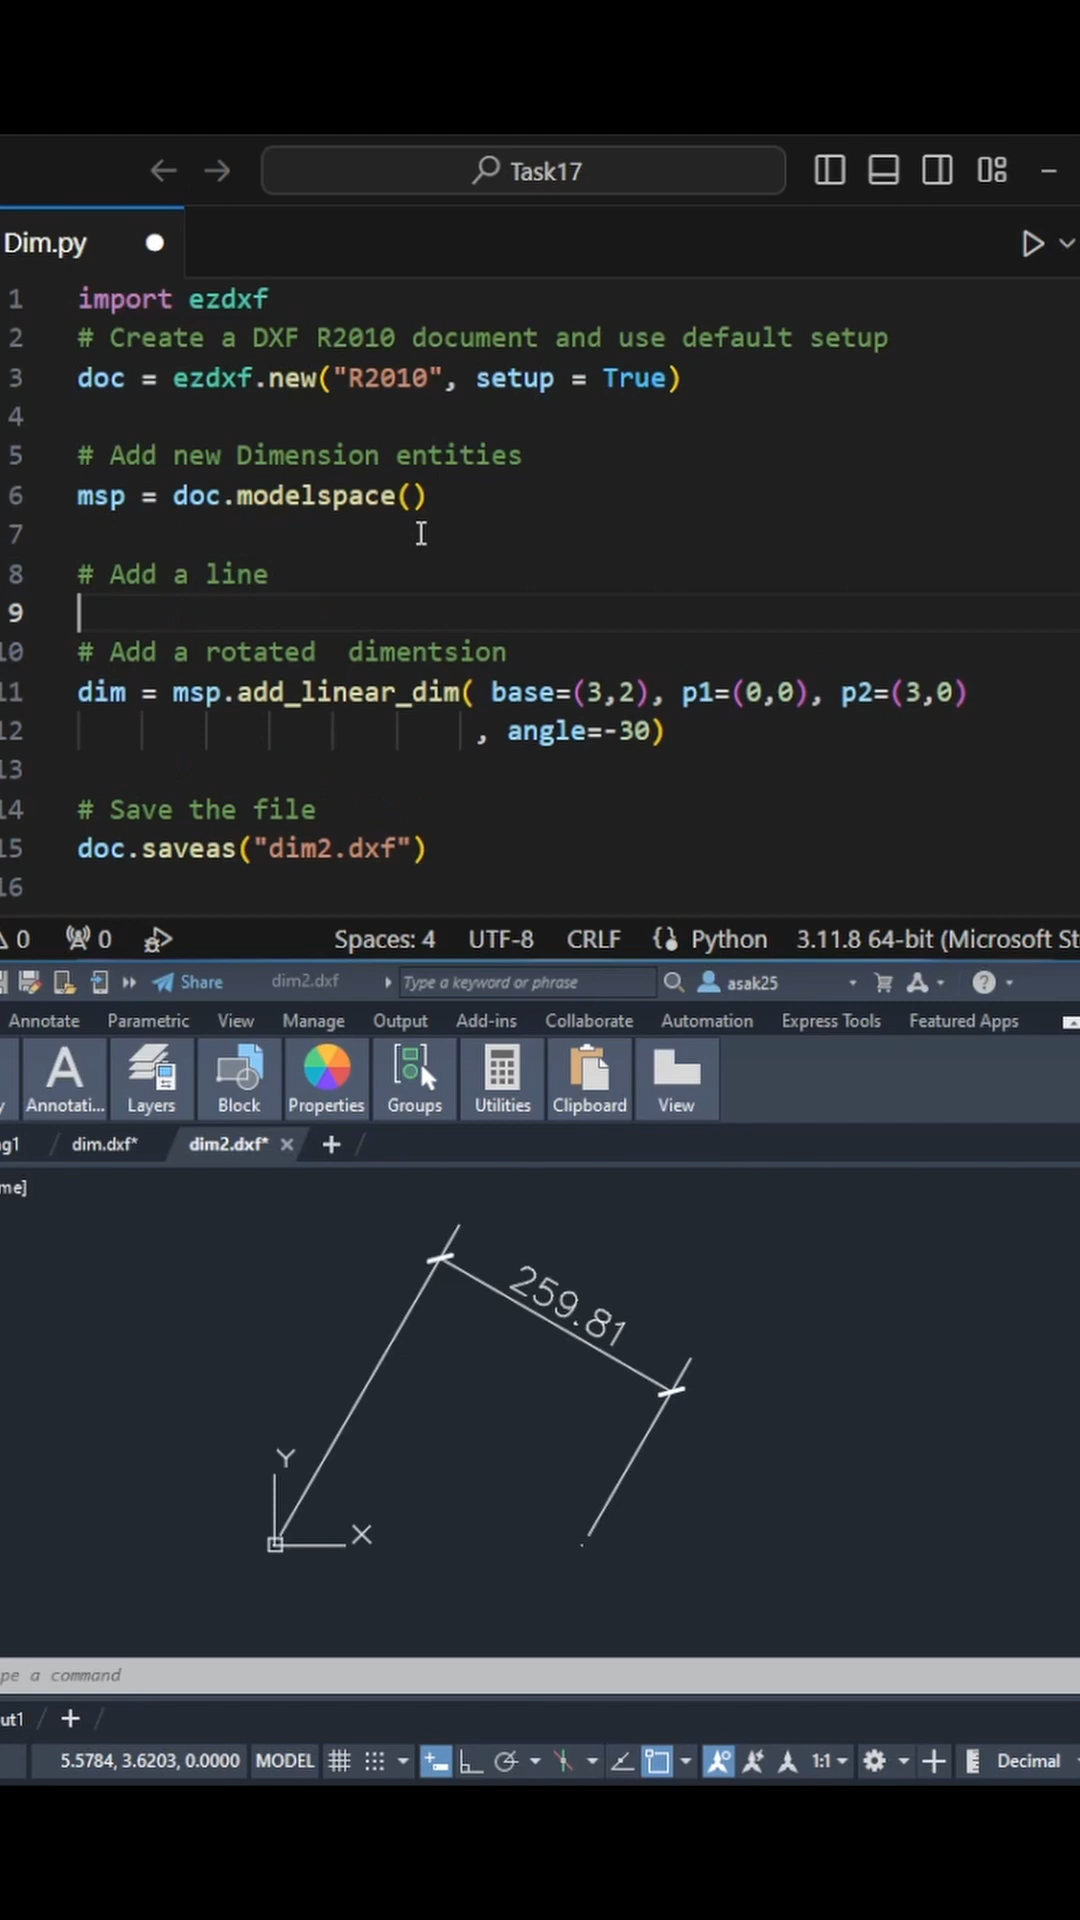 Task17
Dim.py
1 import ezdxf
2 # Create a DXF R2010 document and use default setup
3 doc = ezdxf.new("R2010", setup = True)
4
5 # Add new Dimension entities
6 msp = doc.modelspace()
7
8 # Add a line
9
10 # Add a rotated  dimentsion
11 dim = msp.add_linear_dim( base=(3,2), p1=(0,0), p2=(3,0)
12 , angle=-30)
13
14 # Save the file
15 doc.saveas("dim2.dxf")
16
0 0 Spaces: 4 UTF-8 CRLF Python 3.11.8 64-bit (Microsoft St
Share dim2.dxf Type a keyword or phrase asak25
Annotate Parametric View Manage Output Add-ins Collaborate Automation Express Tools Featured Apps
y Annotati... Layers Block Properties Groups Utilities Clipboard View
g1 dim.dxf* dim2.dxf*
me]
259.81
Y
X
pe a command
ut1
5.5784, 3.6203, 0.0000 MODEL 1:1 Decimal